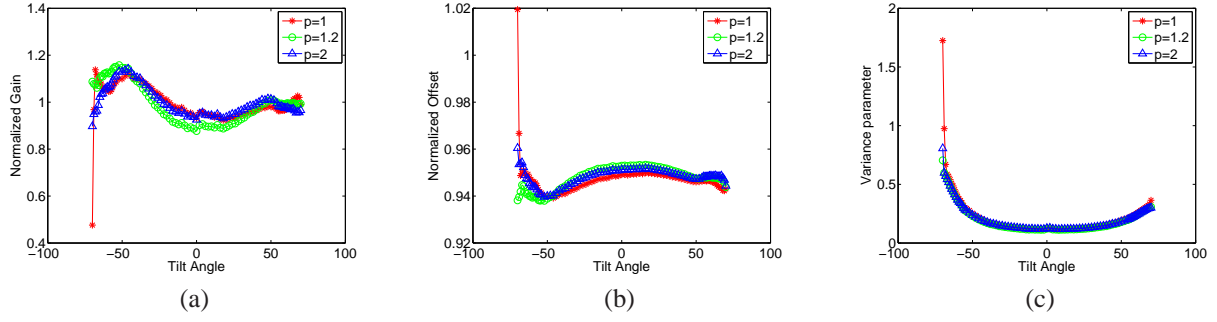 1.4
1.2
1
0.8
0.6
0.4
−100
−50
0
50
100
Tilt Angle
Normalized Gain
p=1
p=1.2
p=2
(a)
1.02
1
0.98
0.96
0.94
0.92
−100
−50
0
50
100
Tilt Angle
Normalized Offset
p=1
p=1.2
p=2
(b)
2
1.5
1
0.5
0
−100
−50
0
50
100
Tilt Angle
Variance parameter
p=1
p=1.2
p=2
(c)